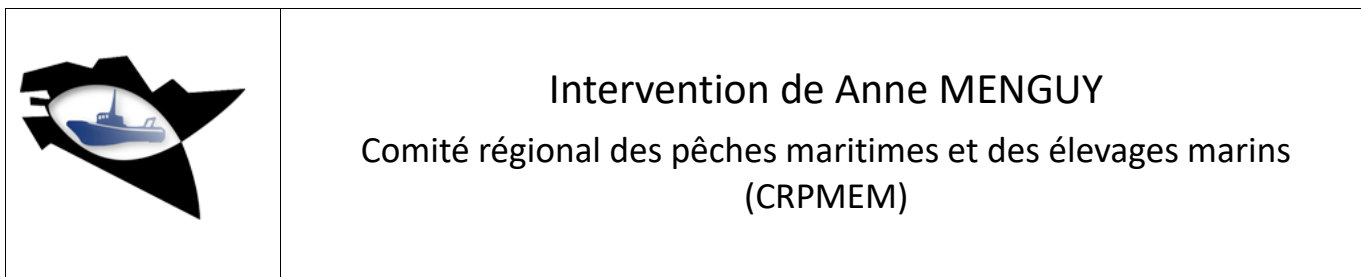 Intervention de Anne MENGUY
Comité régional des pêches maritimes et des élevages marins
(CRPMEM)